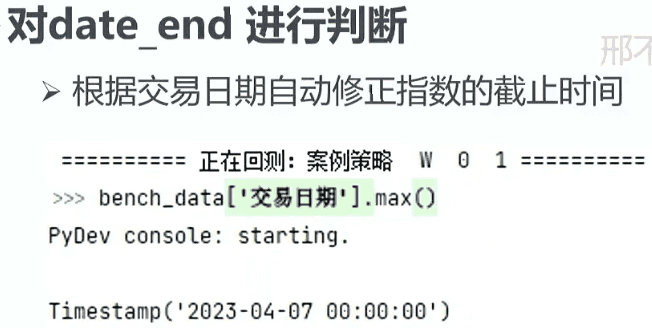 对date_end 进行判断
邢不
➢ 根据交易日期自动修正指数的截止时间
========== 正在回测：案例策略 W 0 1 ==========
>>> bench_data['交易日期'].max()
PyDev console: starting.
Timestamp('2023-04-07 00:00:00')